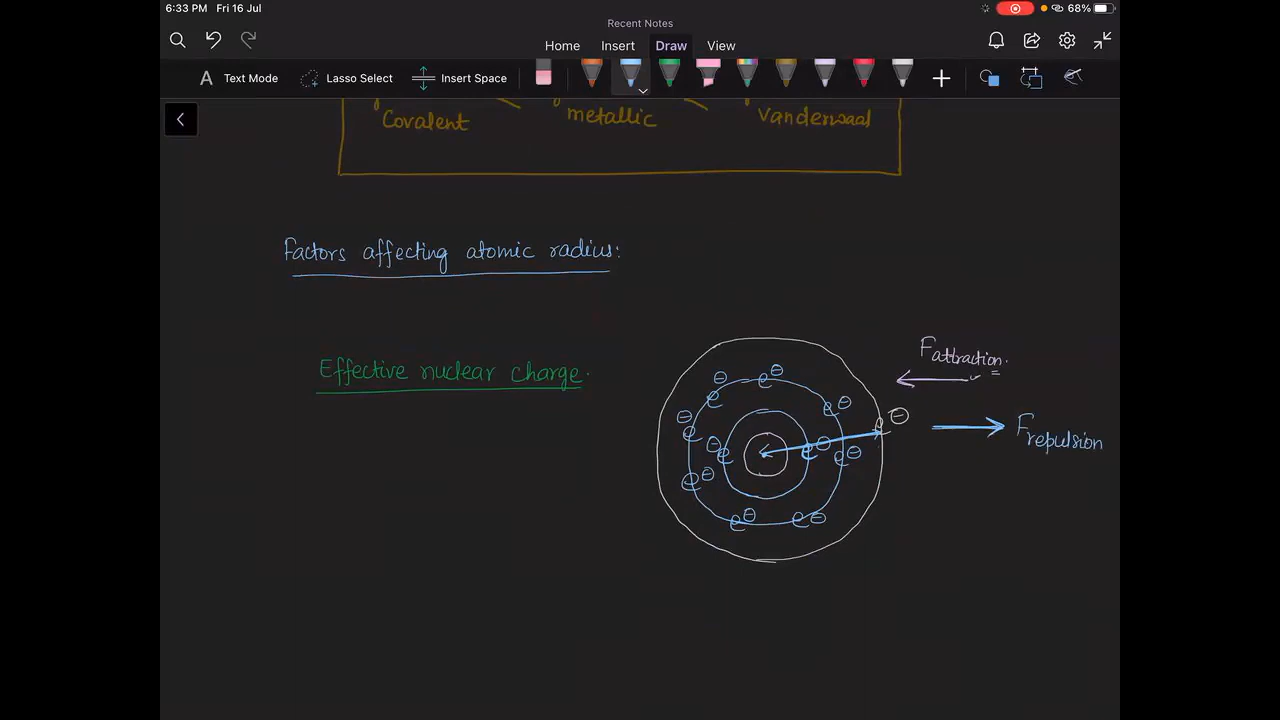 6:33 PM Fri 16 Jul
68%
Recent Notes
Home Insert Draw View
Text Mode Lasso Select Insert Space
Covalent metallic vanderwaal
Factors affecting atomic radius:
Effective nuclear charge.
Fattraction.
Frepulsion
e⊖ e⊖ e⊖ e⊖ e⊖ e⊖ e⊖ e⊖ e⊖ e⊖ e⊖